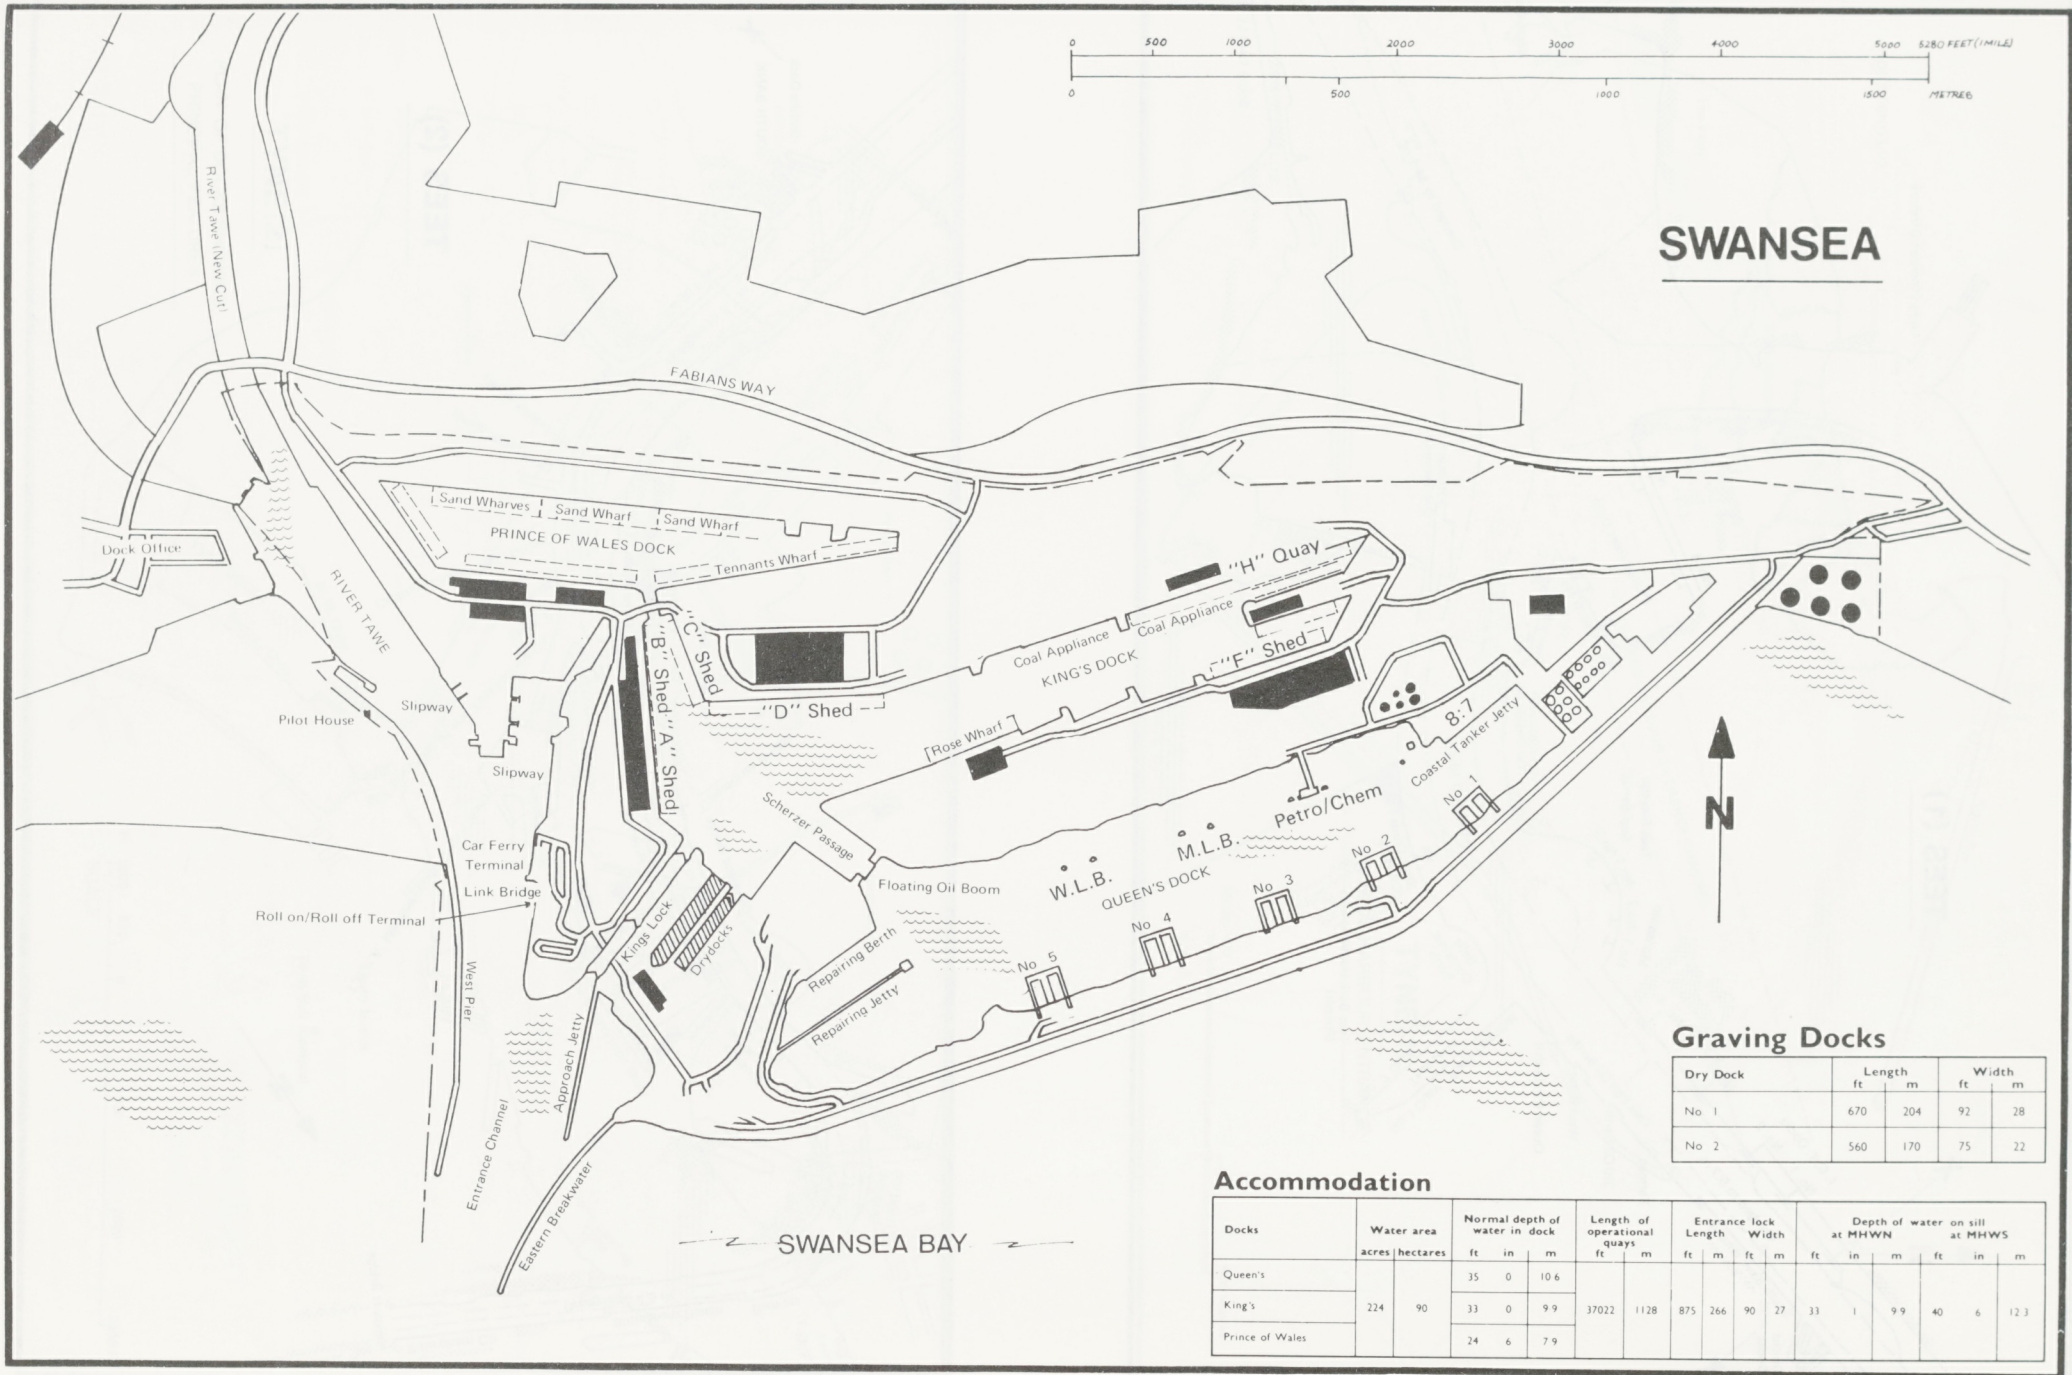 0 500 1000 2000 3000 4000 5000 5280 FEET (1 MILE)
0 500 1000 1500 METRES
SWANSEA
River Tawe (New Cut)
FABIANS WAY
Sand Wharves
Sand Wharf
Sand Wharf
PRINCE OF WALES DOCK
Tennants Wharf
Dock Office
RIVER TAWE
"H" Quay
Coal Appliance
Coal Appliance
KING'S DOCK
"F" Shed
"C" Shed
"B" Shed
"A" Shed
"D" Shed
Slipway
Pilot House
Slipway
Rose Wharf
8:7
Coastal Tanker Jetty
Scherzer Passage
Petro/Chem
No 1
N
Car Ferry
Terminal
Link Bridge
Roll on/Roll off Terminal
M.L.B.
No 2
W.L.B.
QUEEN'S DOCK
Floating Oil Boom
No 3
No 4
No 5
Kings Lock
Drydocks
Repairing Berth
Repairing Jetty
West Pier
Approach Jetty
Entrance Channel
Eastern Breakwater
SWANSEA BAY
Graving Docks
Dry Dock Length Width
ft m ft m
No 1 670 204 92 28
No 2 560 170 75 22
Accommodation
Docks Water area Normal depth of water in dock Length of operational quays Entrance lock Length Width Depth of water on sill at MHWN at MHWS
acres hectares ft in m ft m ft m ft m ft in m ft in m
Queen's 35 0 10 6
King's 224 90 33 0 9 9 37022 1128 875 266 90 27 33 1 9 9 40 6 12 3
Prince of Wales 24 6 7 9